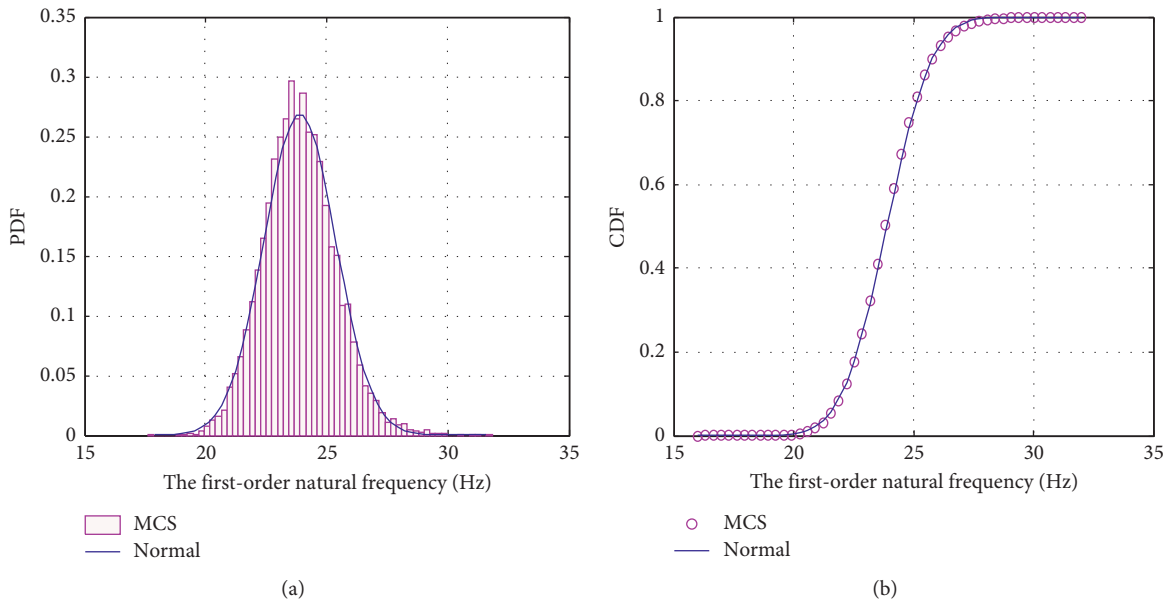 0.35
0.3
0.25
0.2
0.15
0.1
0.05
0
PDF
15
20
25
30
35
The first-order natural frequency (Hz)
MCS
Normal
(a)
1
0.8
0.6
0.4
0.2
0
CDF
15
20
25
30
35
The first-order natural frequency (Hz)
MCS
Normal
(b)